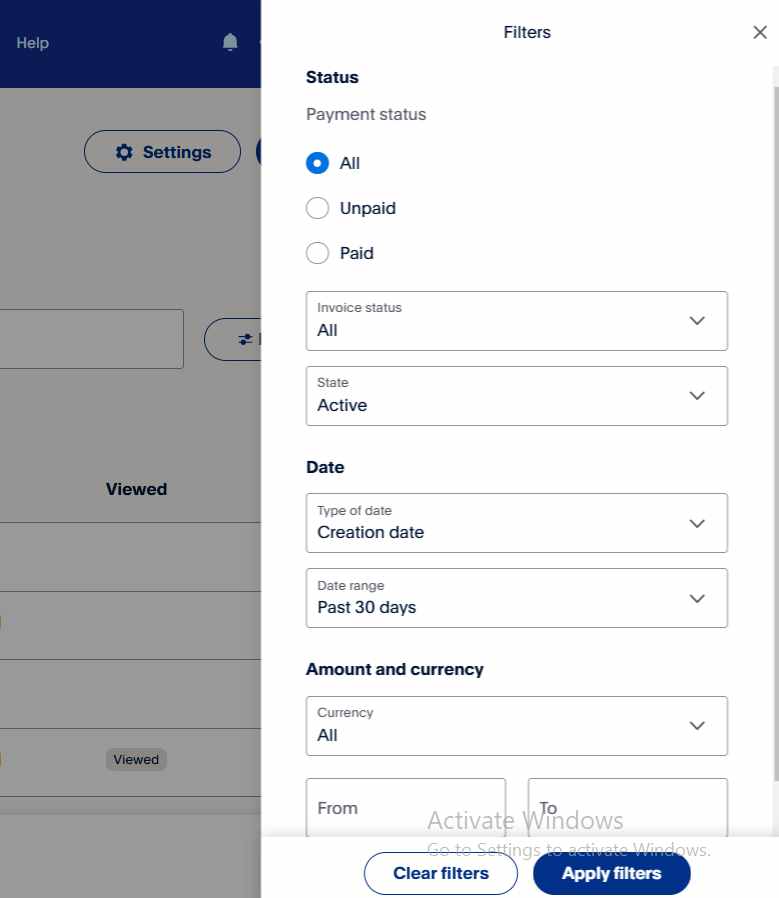 Help
Filters
Settings
Status
Payment status
All
Unpaid
Paid
Invoice status
All
State
Active
Viewed
Date
Type of date
Creation date
Date range
Past 30 days
Amount and currency
Currency
All
Viewed
From
To
Activate Windows
Go to Settings to activate Windows.
Clear filters
Apply filters